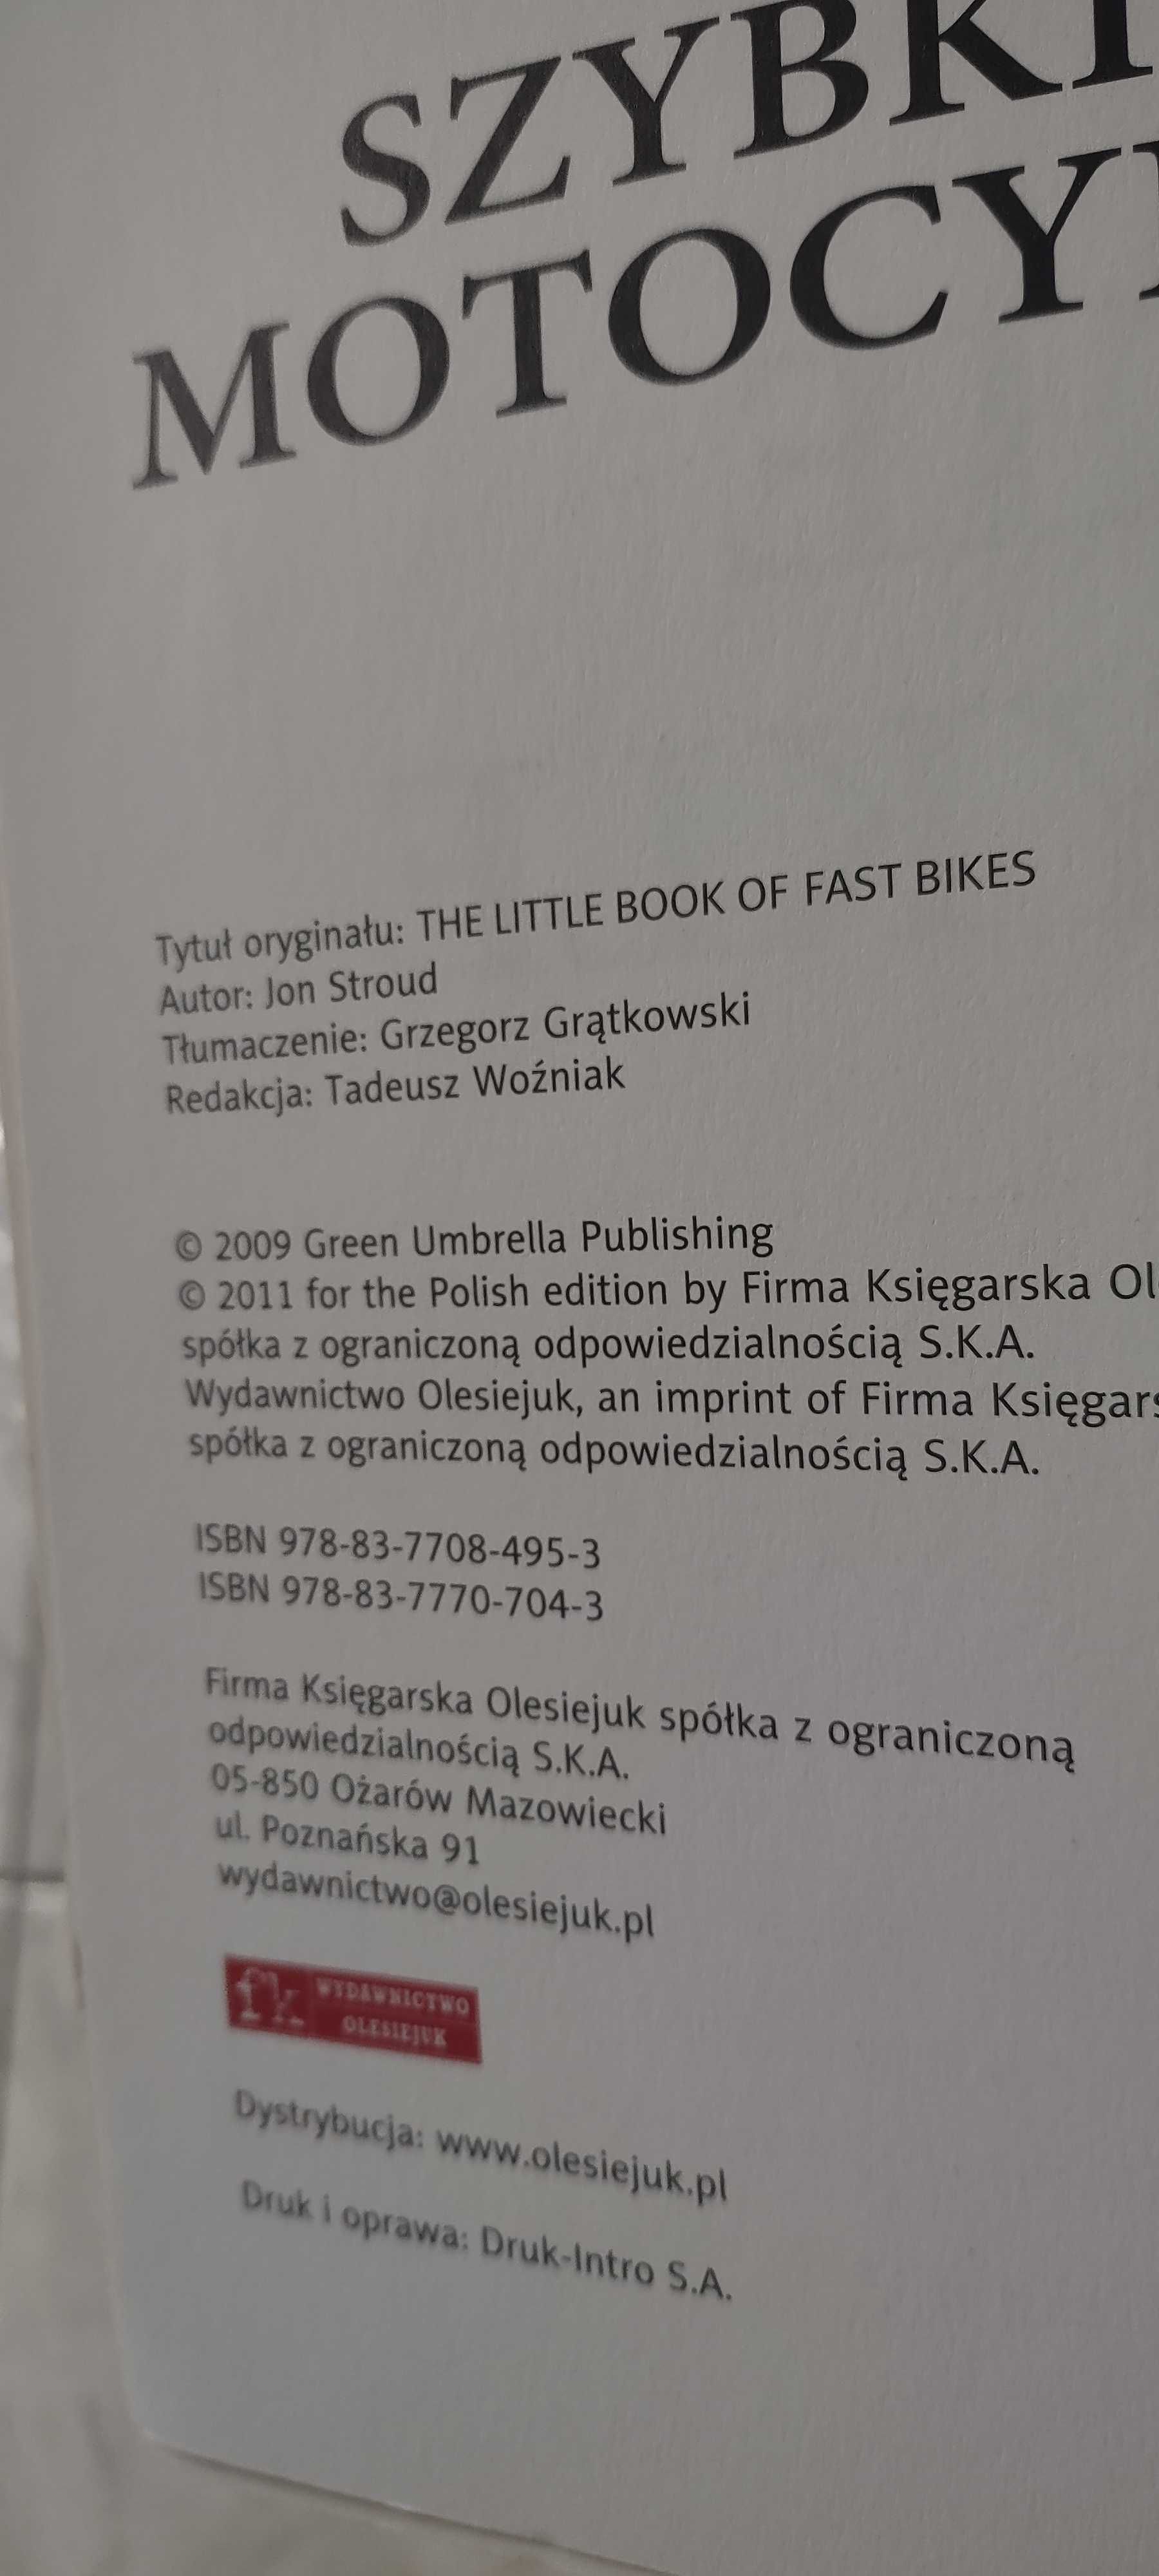 SZYBKI
MOTOCY
Tytuł oryginału: THE LITTLE BOOK OF FAST BIKES
Autor: Jon Stroud
Tłumaczenie: Grzegorz Grątkowski
Redakcja: Tadeusz Woźniak
© 2009 Green Umbrella Publishing
© 2011 for the Polish edition by Firma Księgarska Ol
spółka z ograniczoną odpowiedzialnością S.K.A.
Wydawnictwo Olesiejuk, an imprint of Firma Księgars
spółka z ograniczoną odpowiedzialnością S.K.A.
ISBN 978-83-7708-495-3
ISBN 978-83-7770-704-3
Firma Księgarska Olesiejuk spółka z ograniczoną
odpowiedzialnością S.K.A.
05-850 Ożarów Mazowiecki
ul. Poznańska 91
wydawnictwo@olesiejuk.pl
fk WYDAWNICTWO
OLESIEJUK
Dystrybucja: www.olesiejuk.pl
Druk i oprawa: Druk-Intro S.A.